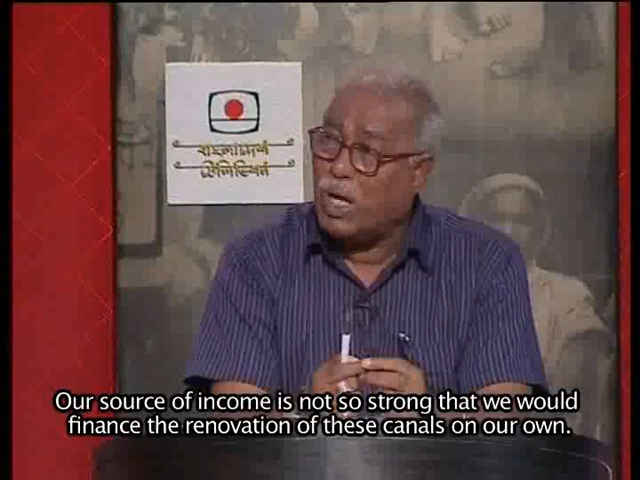 বাংলাদেশ
টেলিভিশন
Our source of income is not so strong that we would
finance the renovation of these canals on our own.